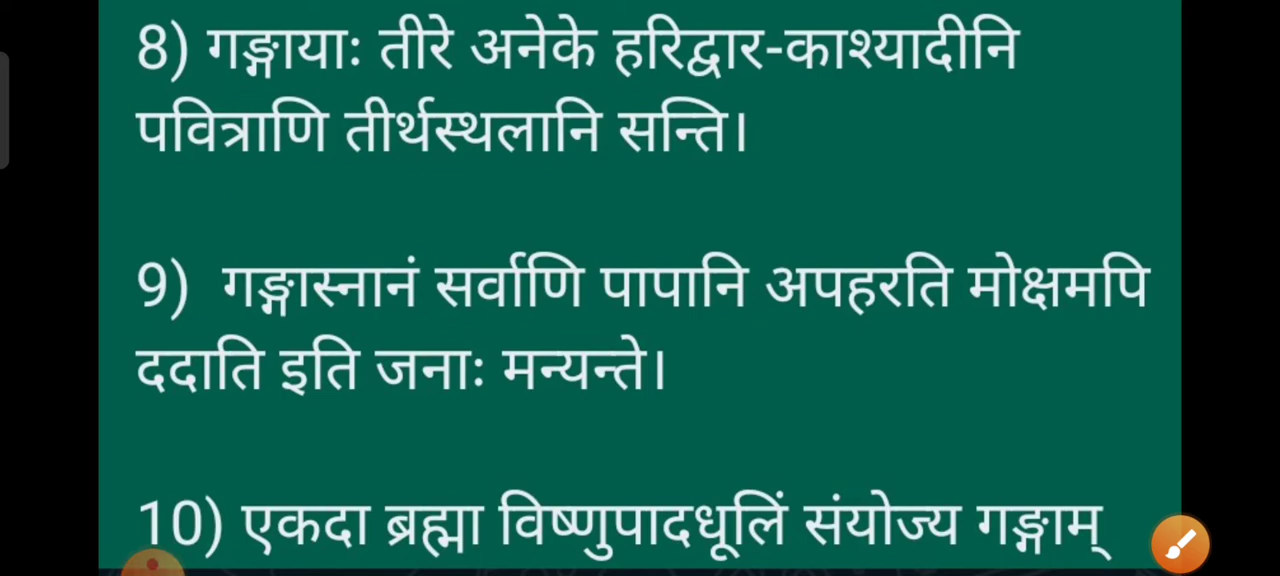 8) गङ्गायाः तीरे अनेके हरिद्वार-काश्यादीनि
पवित्राणि तीर्थस्थलानि सन्ति।
9) गङ्गास्नानं सर्वाणि पापानि अपहरति मोक्षमपि
ददाति इति जनाः मन्यन्ते।
10) एकदा ब्रह्मा विष्णुपादधूलिं संयोज्य गङ्गाम्